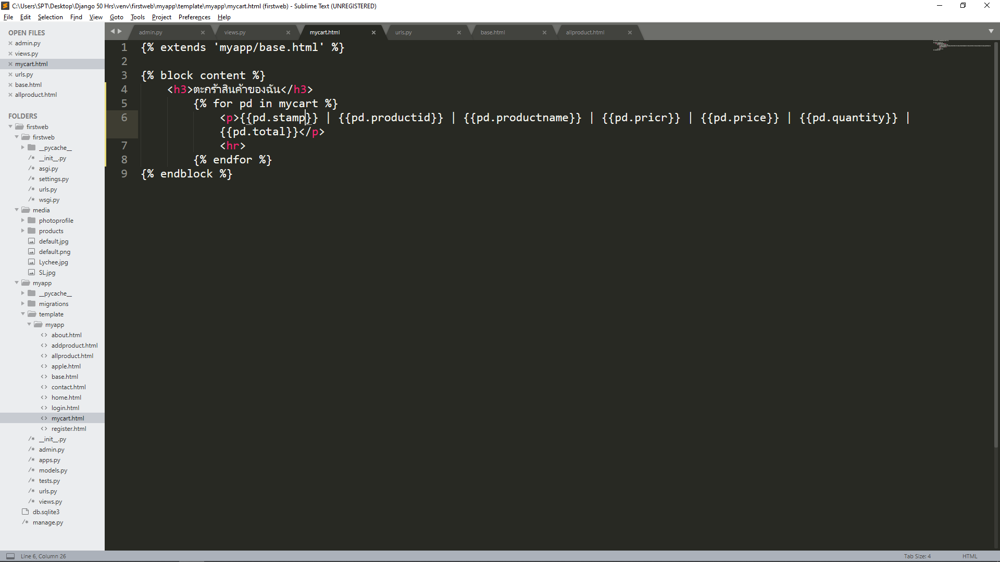 C:\Users\SPT\Desktop\Django 50 Hrs\venv\firstweb\myapp\template\myapp\mycart.html (firstweb) - Sublime Text (UNREGISTERED)
File Edit Selection Find View Goto Tools Project Preferences Help
OPEN FILES
admin.py
views.py
mycart.html
urls.py
base.html
allproduct.html
FOLDERS
firstweb
firstweb
__pycache__
/* __init__.py
/* asgi.py
/* settings.py
/* urls.py
/* wsgi.py
media
photoprofile
products
default.jpg
default.png
Lychee.jpg
SL.jpg
myapp
__pycache__
migrations
template
myapp
<> about.html
<> addproduct.html
<> allproduct.html
<> apple.html
<> base.html
<> contact.html
<> home.html
<> login.html
<> mycart.html
<> register.html
/* __init__.py
/* admin.py
/* apps.py
/* models.py
/* tests.py
/* urls.py
/* views.py
db.sqlite3
/* manage.py
admin.py views.py mycart.html urls.py base.html allproduct.html
1 {% extends 'myapp/base.html' %}
2
3 {% block content %}
4 <h3>ตะกร้าสินค้าของฉัน</h3>
5 {% for pd in mycart %}
6 <p>{{pd.stamp}} | {{pd.productid}} | {{pd.productname}} | {{pd.pricr}} | {{pd.price}} | {{pd.quantity}} |
{{pd.total}}</p>
7 <hr>
8 {% endfor %}
9 {% endblock %}
Line 6, Column 26
Tab Size: 4
HTML